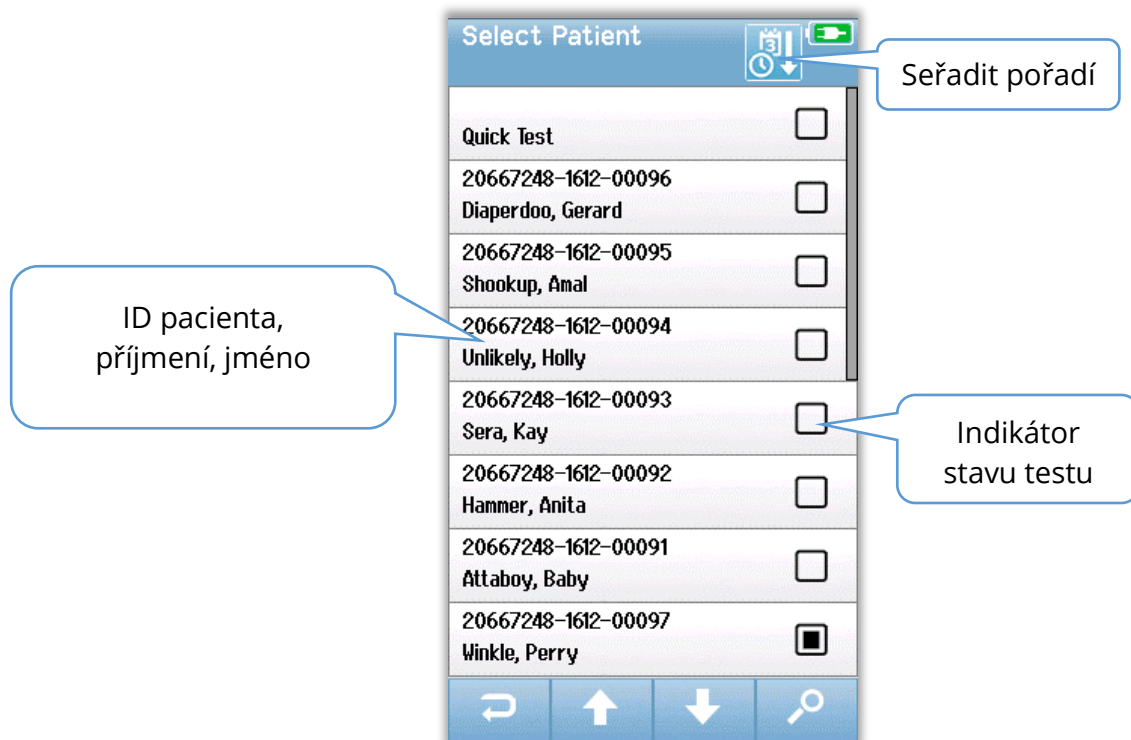 Select Patient
3
Seřadit pořadí
Quick Test
20667248-1612-00096
Diaperdoo, Gerard
20667248-1612-00095
Shookup, Amal
ID pacienta,
příjmení, jméno
20667248-1612-00094
Unlikely, Holly
20667248-1612-00093
Sera, Kay
Indikátor
stavu testu
20667248-1612-00092
Hammer, Anita
20667248-1612-00091
Attaboy, Baby
20667248-1612-00097
Winkle, Perry